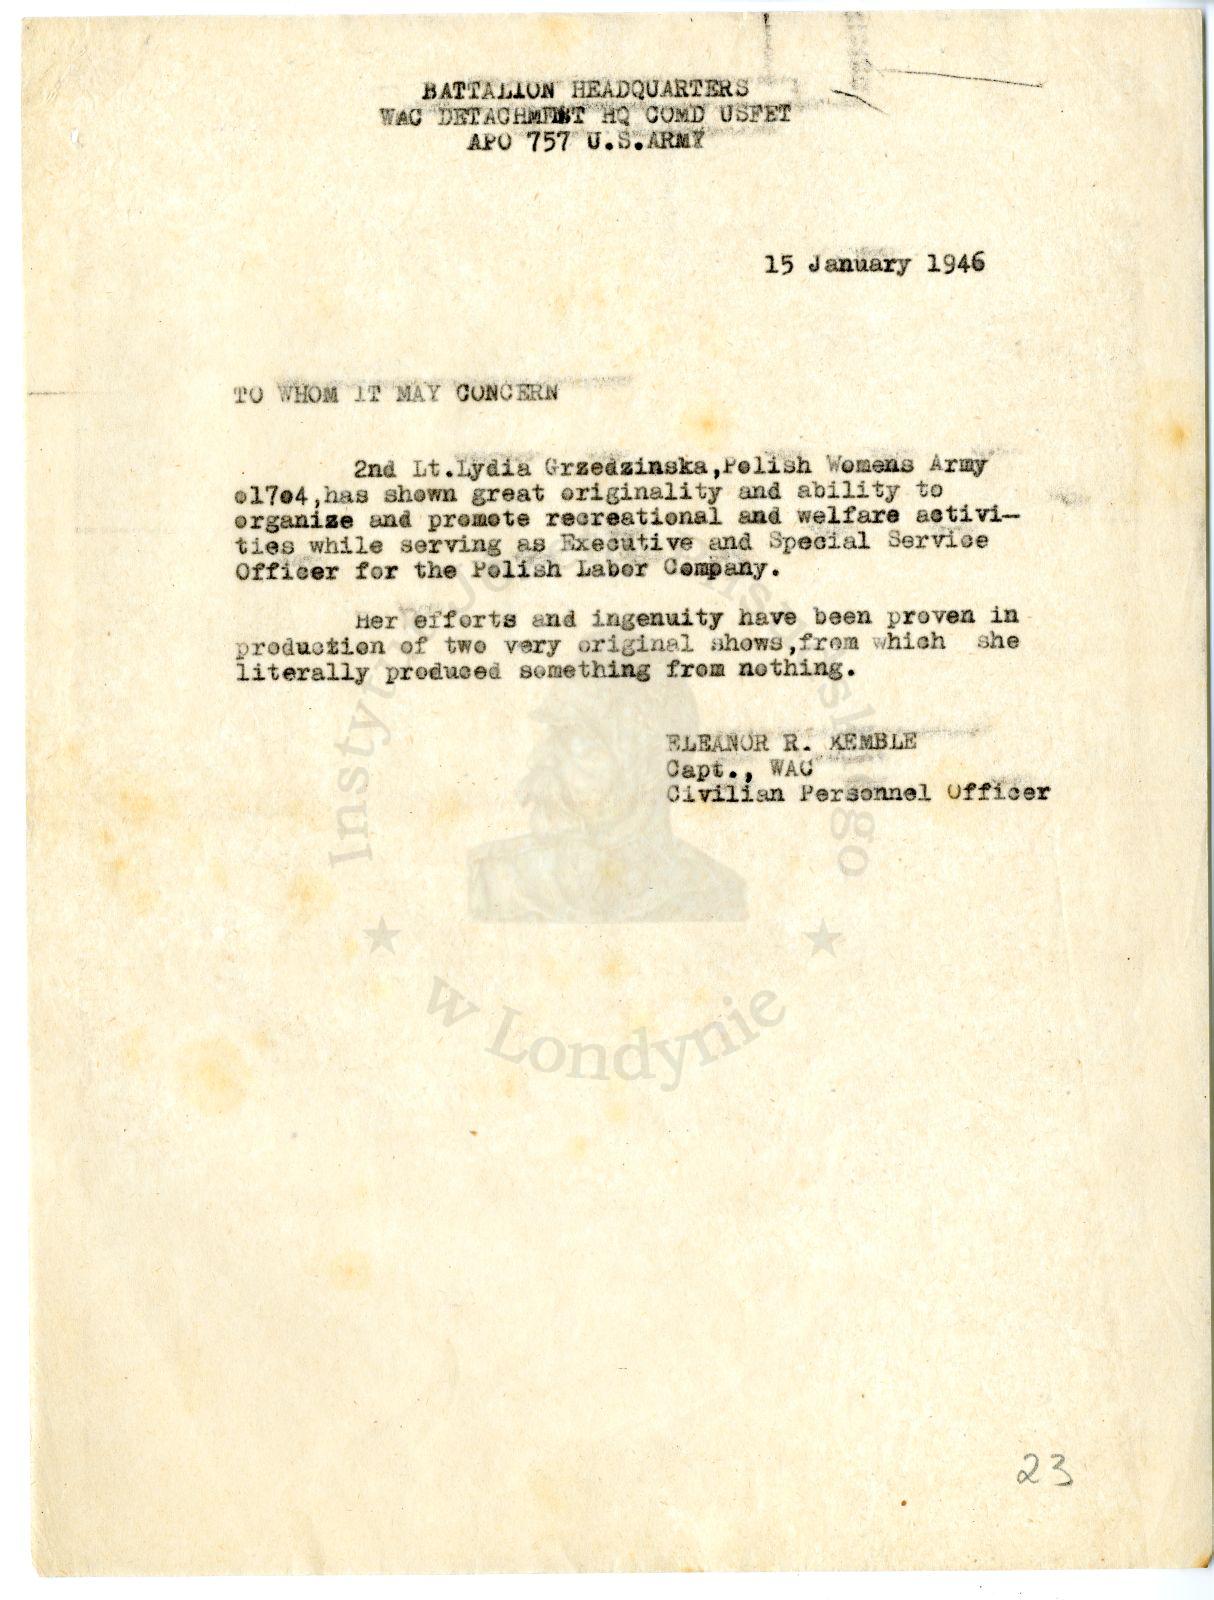 BATTALION HEADQUARTERS
WAC DETACHMENT HQ COMD USFET
APO 757 U.S.ARMY
15 January 1946
TO WHOM IT MAY CONCERN
2nd Lt.Lydia Grzedzinska,Polish Womens Army
o17o4,has shown great originality and ability to
organize and promote recreational and welfare activi-
ties while serving as Executive and Special Service
Officer for the Polish Labor Company.
Her efforts and ingenuity have been proven in
production of two very original shows,from which she
literally produced something from nothing.
ELEANOR R. KEMBLE
Capt., WAC
Civilian Personnel Officer
w Londynie
23